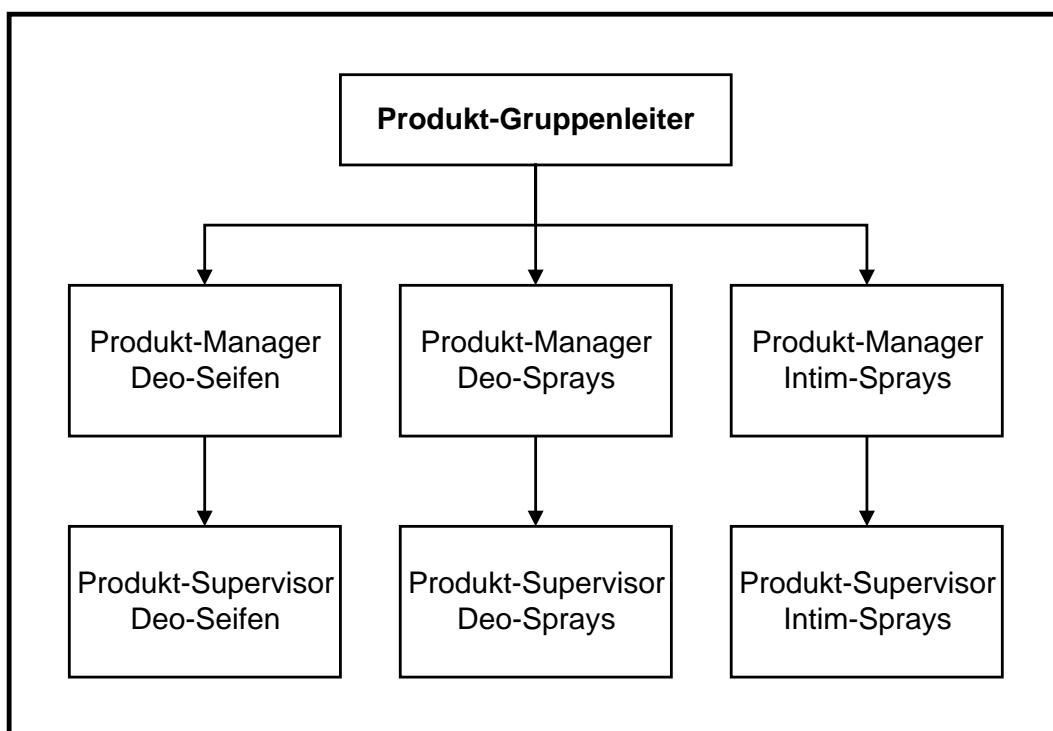 Produkt-Gruppenleiter
Produkt-Manager
Deo-Seifen
Produkt-Manager
Deo-Sprays
Produkt-Manager
Intim-Sprays
Produkt-Supervisor
Deo-Seifen
Produkt-Supervisor
Deo-Sprays
Produkt-Supervisor
Intim-Sprays